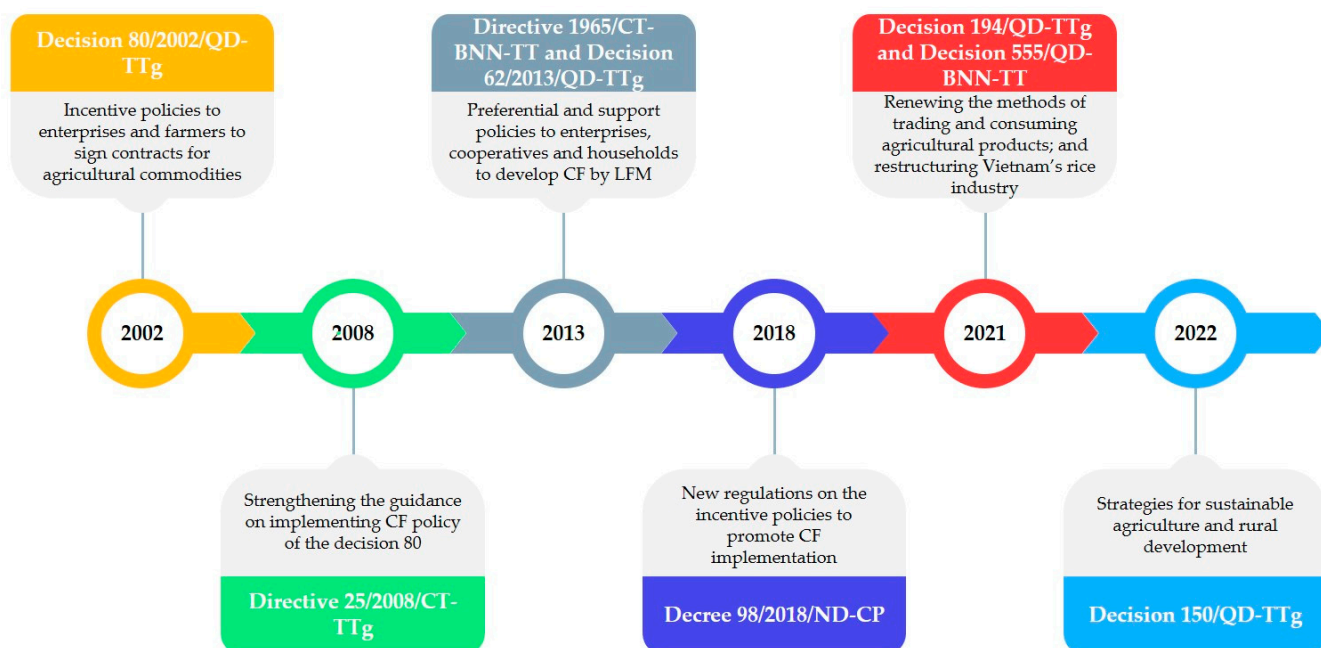 Decision 80/2002/QD-
TTg
Incentive policies to
enterprises and farmers to
sign contracts for
agricultural commodities
Directive 1965/CT-
BNN-TT and Decision
62/2013/QD-TTg
Preferential and support
policies to enterprises,
cooperatives and households
to develop CF by LFM
Decision 194/QD-TTg
and Decision 555/QD-
BNN-TT
Renewing the methods of
trading and consuming
agricultural products; and
restructuring Vietnam's rice
industry
2002
2008
2013
2018
2021
2022
Strengthening the guidance
on implementing CF policy
of the decision 80
Directive 25/2008/CT-
TTg
New regulations on the
incentive policies to
promote CF
implementation
Decree 98/2018/ND-CP
Strategies for sustainable
agriculture and rural
development
Decision 150/QD-TTg